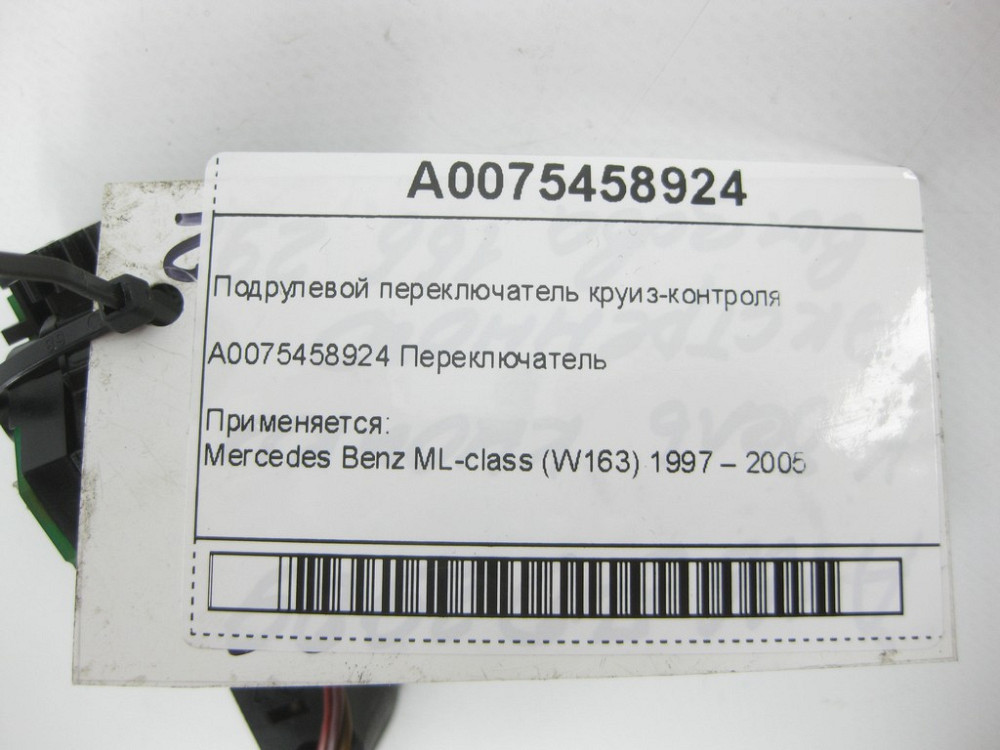 A0075458924
Подрулевой переключатель круиз-контроля
A0075458924 Переключатель
Применяется:
Mercedes Benz ML-class (W163) 1997 – 2005